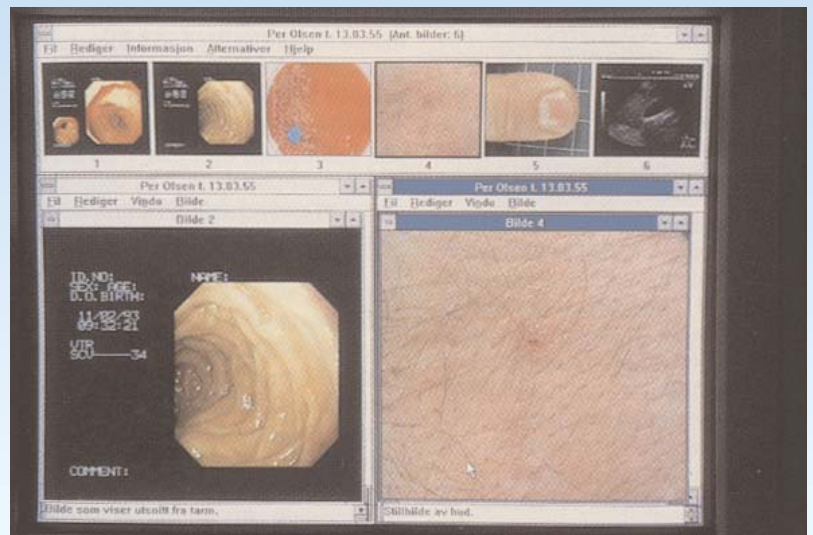 Per Olsen f. 13.03.55 (Ant. bilder: 6)
Fil Rediger Informasjon Alternativer Hjelp
1 2 3 4 5 6
Per Olsen f. 13.03.55
Fil Rediger Vindu Bilde
Bilde 2
ID.NO:
NAME:
SEX: AGE:
D.O.BIRTH:
11/02/93
09:32:21
VTR
SCV-----34
COMMENT:
Bilde som viser utsnitt fra tarm.
Per Olsen f. 13.03.55
Fil Rediger Vindu Bilde
Bilde 4
Stillbilde av hud.